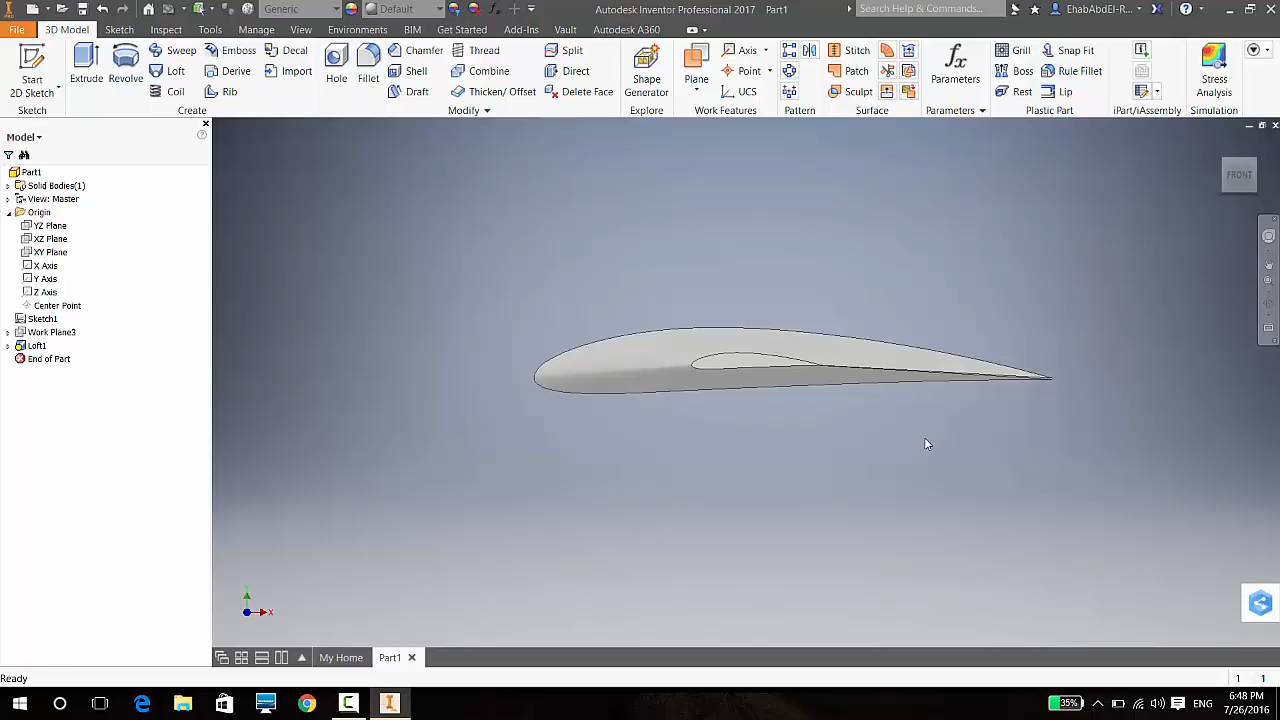 PRO
Generic
Default
Autodesk Inventor Professional 2017 Part1
Search Help & Commands...
EhabAbdEl-R...
File
3D Model
Sketch
Inspect
Tools
Manage
View
Environments
BIM
Get Started
Add-Ins
Vault
Autodesk A360
Start
2D Sketch
Sketch
Extrude
Revolve
Sweep
Loft
Coil
Emboss
Derive
Rib
Decal
Import
Create
Hole
Fillet
Chamfer
Shell
Draft
Thread
Combine
Thicken/ Offset
Split
Direct
Delete Face
Modify
Shape
Generator
Explore
Plane
Axis
Point
UCS
Work Features
Pattern
Stitch
Patch
Sculpt
Surface
fx
Parameters
Parameters
Grill
Boss
Rest
Snap Fit
Rule Fillet
Lip
Plastic Part
iPart/iAssembly
Stress
Analysis
Simulation
Model
Part1
Solid Bodies(1)
View: Master
Origin
YZ Plane
XZ Plane
XY Plane
X Axis
Y Axis
Z Axis
Center Point
Sketch1
Work Plane3
Loft1
End of Part
FRONT
Y
X
My Home
Part1
Ready
1 1
35%
ENG
6:48 PM
7/26/2016